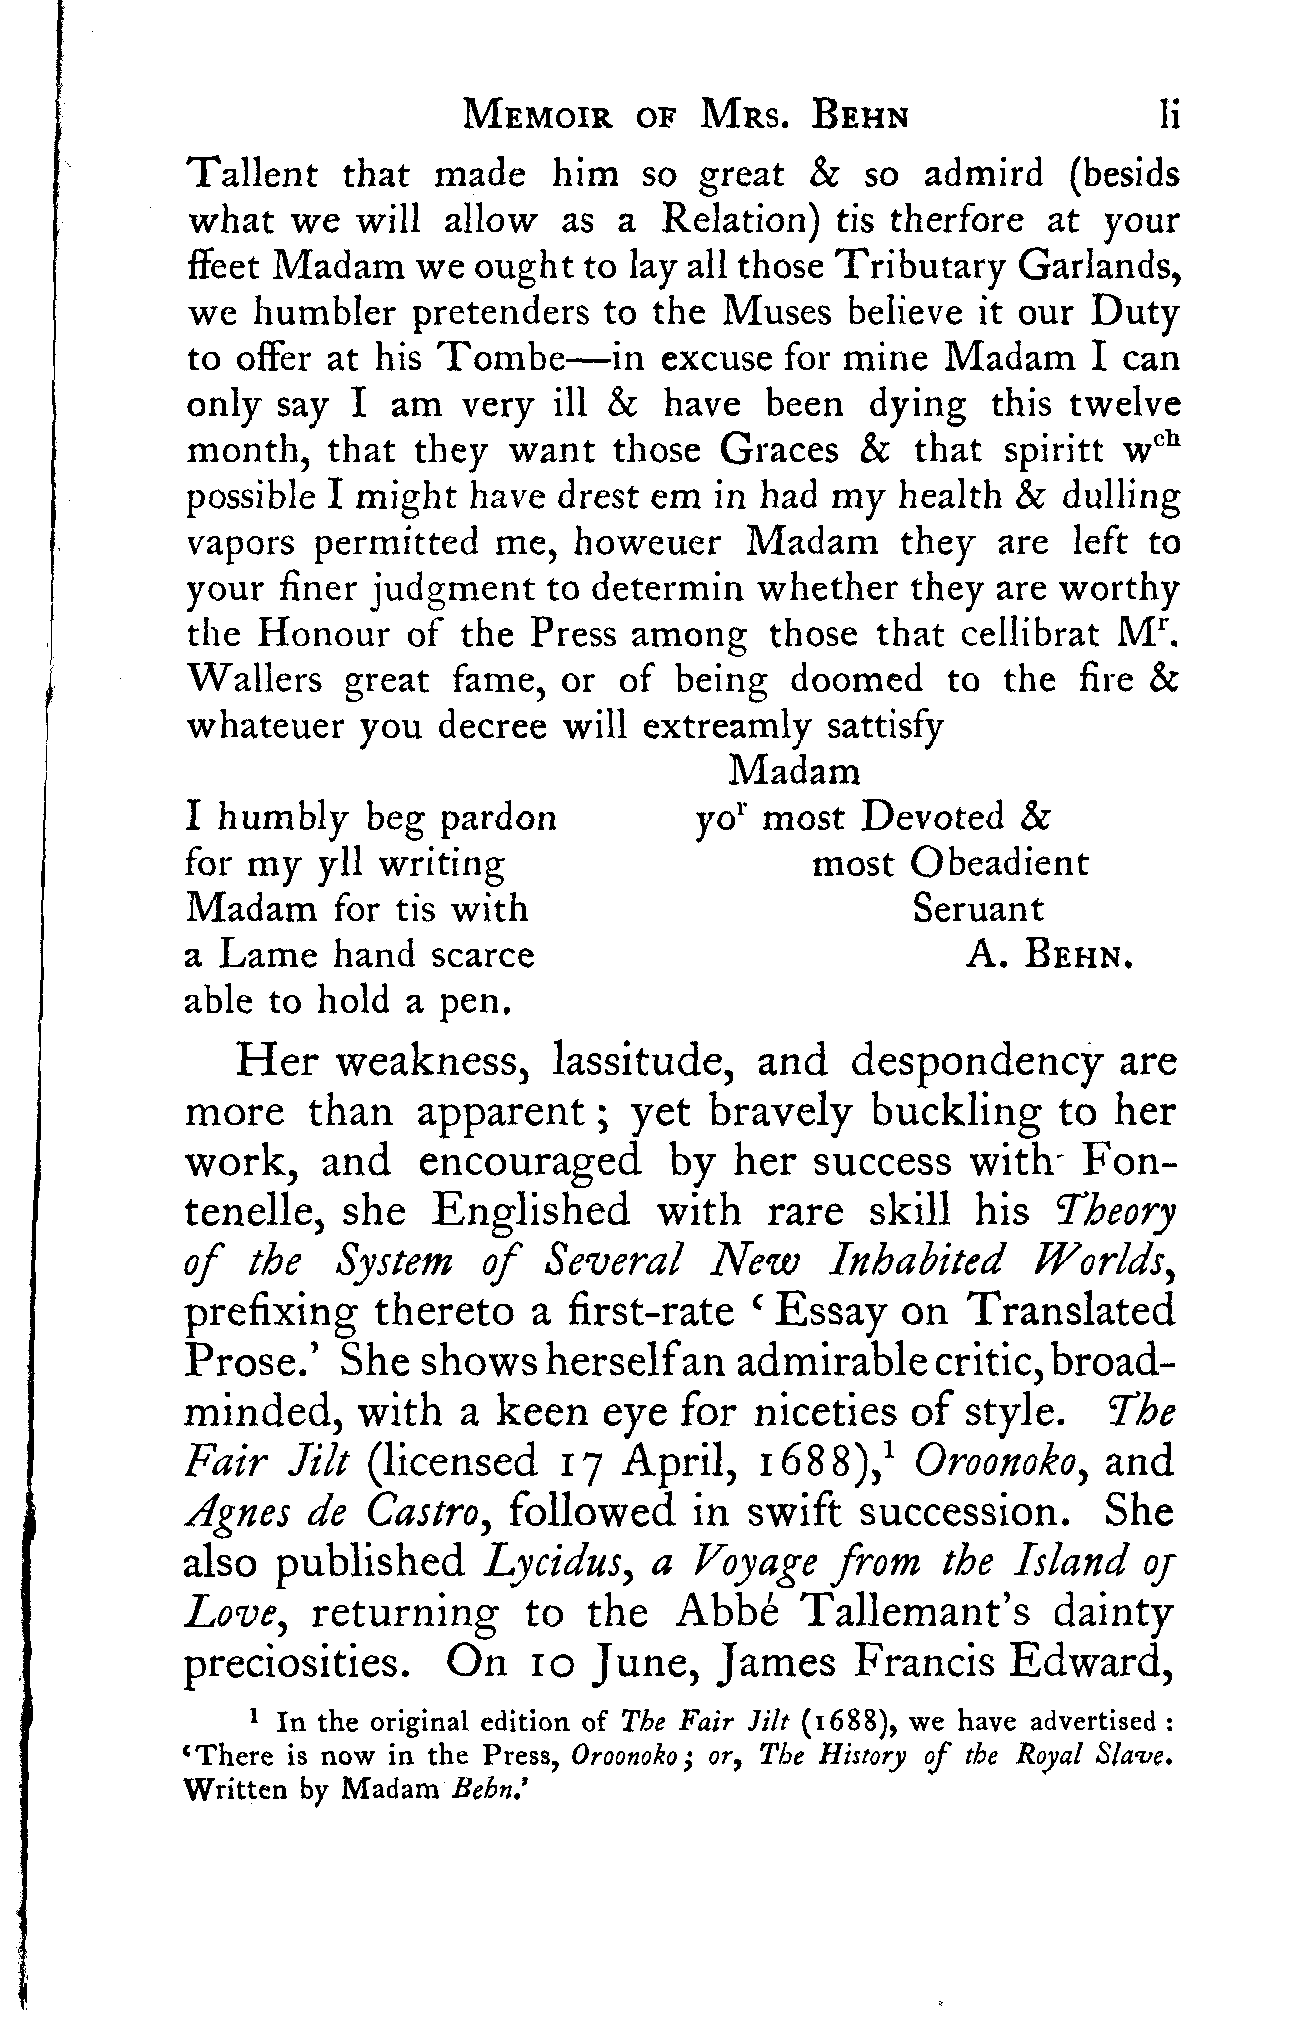 MEMOIR OF MRS. BEHN li
Tallent that made him so great & so admird (besids
what we will allow as a Relation) tis therfore at your
ffeet Madam we ought to lay all those Tributary Garlands,
we humbler pretenders to the Muses believe it our Duty
to offer at his Tombe—in excuse for mine Madam I can
only say I am very ill & have been dying this twelve
month, that they want those Graces & that spiritt wᶜʰ
possible I might have drest em in had my health & dulling
vapors permitted me, howeuer Madam they are left to
your finer judgment to determin whether they are worthy
the Honour of the Press among those that cellibrat Mʳ.
Wallers great fame, or of being doomed to the fire &
whateuer you decree will extreamly sattisfy
Madam
I humbly beg pardon yoʳ most Devoted &
for my yll writing most Obeadient
Madam for tis with Seruant
a Lame hand scarce A. BEHN.
able to hold a pen.
Her weakness, lassitude, and despondency are
more than apparent; yet bravely buckling to her
work, and encouraged by her success with Fon-
tenelle, she Englished with rare skill his Theory
of the System of Several New Inhabited Worlds,
prefixing thereto a first-rate ‘Essay on Translated
Prose.’ She shows herself an admirable critic, broad-
minded, with a keen eye for niceties of style. The
Fair Jilt (licensed 17 April, 1688),¹ Oroonoko, and
Agnes de Castro, followed in swift succession. She
also published Lycidus, a Voyage from the Island of
Love, returning to the Abbé Tallemant’s dainty
preciosities. On 10 June, James Francis Edward,
¹ In the original edition of The Fair Jilt (1688), we have advertised:
‘There is now in the Press, Oroonoko; or, The History of the Royal Slave.
Written by Madam Behn.’